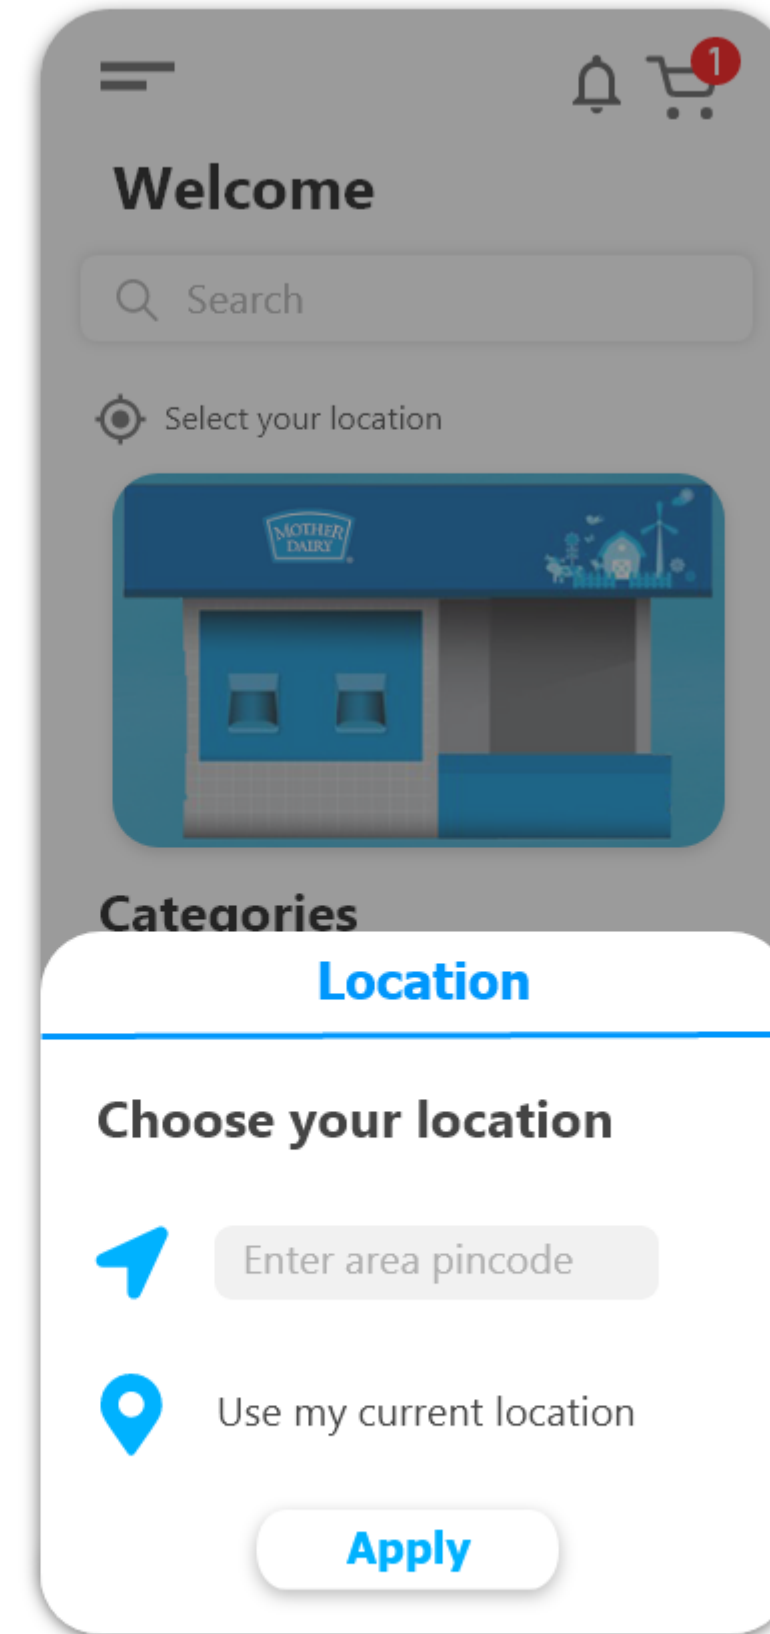 1
Welcome
Search
Select your location
MOTHER
DAIRY
Categories
Location
Choose your location
Enter area pincode
Use my current location
Apply